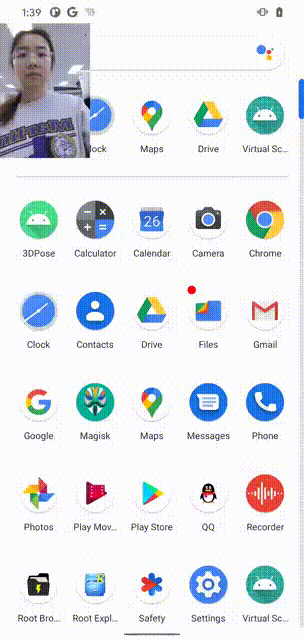 1:39
lock Maps Drive Virtual Sc...
3DPose Calculator Calendar Camera Chrome
26
Clock Contacts Drive Files Gmail
Google Magisk Maps Messages Phone
Photos Play Mov... Play Store QQ Recorder
Root Bro... Root Expl... Safety Settings Virtual Sc...